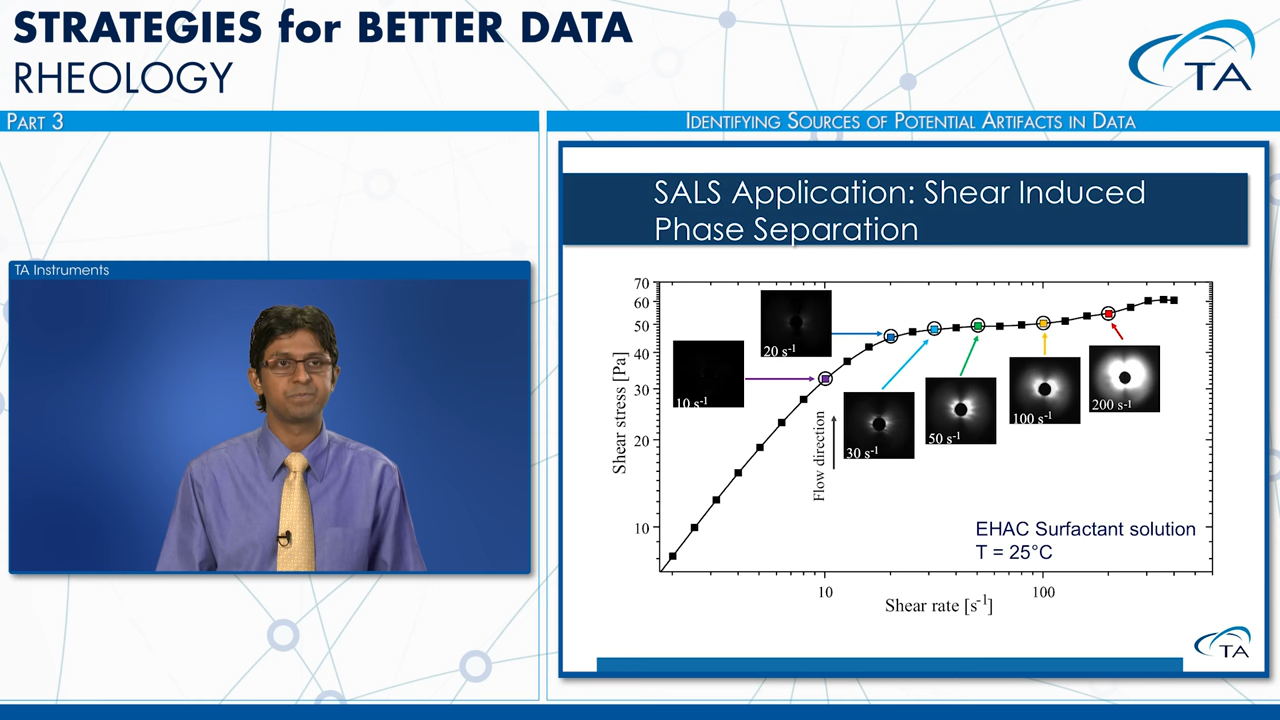 STRATEGIES for BETTER DATA
RHEOLOGY
TA
PART 3
IDENTIFYING SOURCES OF POTENTIAL ARTIFACTS IN DATA
TA Instruments
SALS Application: Shear Induced
Phase Separation
70
60
50
40
30
20
10
Shear stress [Pa]
10 s-1
20 s-1
30 s-1
50 s-1
100 s-1
200 s-1
Flow direction
EHAC Surfactant solution
T = 25°C
10
100
Shear rate [s-1]
TA